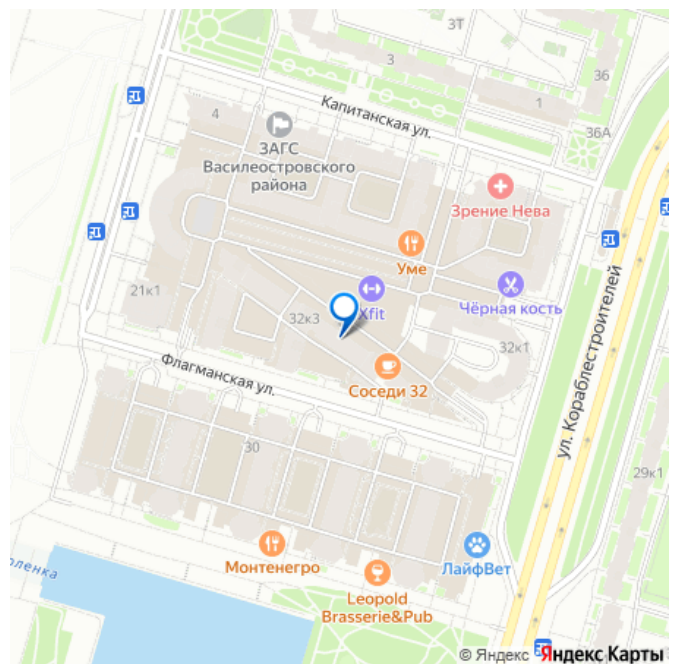 3Т
3
36
1
Капитанская ул.
36А
4
ЗАГС
Василеостровского
района
Зрение Нева
Уме
21к1
Xfit
Чёрная кость
32к3
32к1
ул. Кораблестроителей
Флагманская ул.
Соседи 32
30
29к1
Монтенегро
ЛайфВет
Leopold
Brasserie&Pub
© Яндекс Яндекс Карты